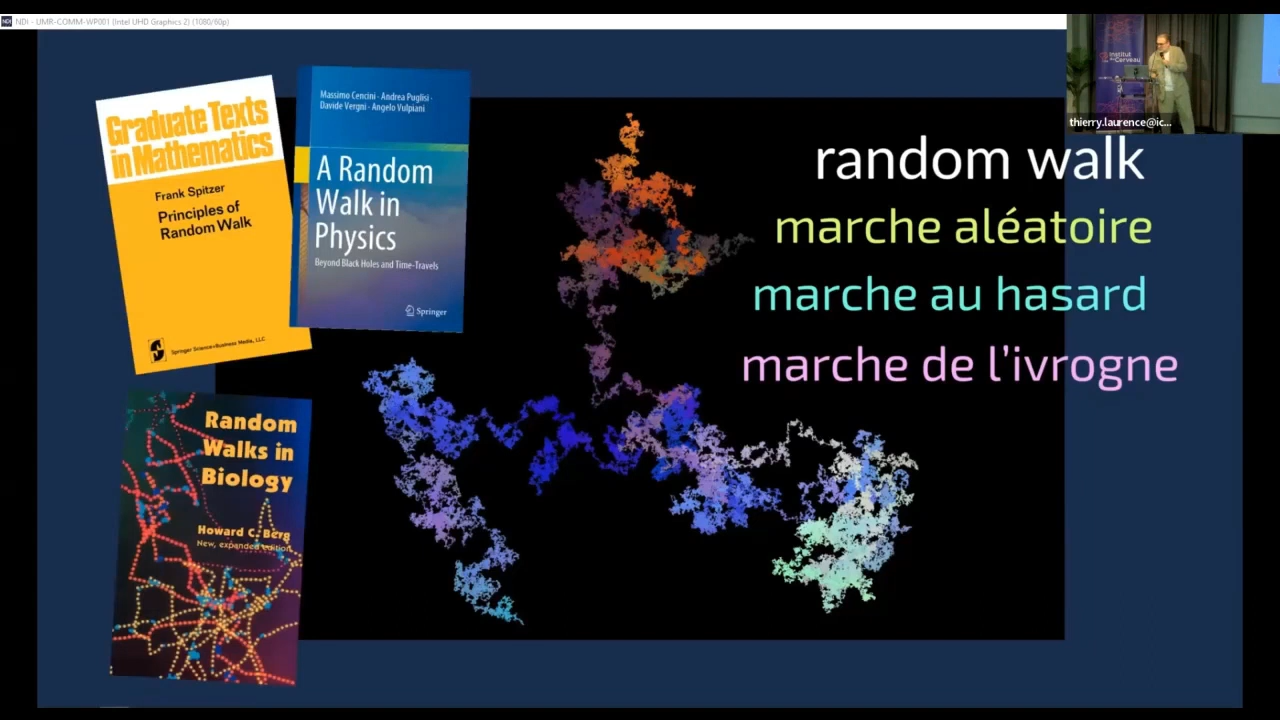 NDI - UMR-COMM-WP001 (Intel UHD Graphics 2) (1080/60p)
Institut
du Cerveau
thierry.laurence@ic...
Graduate Texts
in Mathematics
Frank Spitzer
Principles of
Random Walk
Springer Science+Business Media, LLC
Massimo Cencini · Andrea Puglisi ·
Davide Vergni · Angelo Vulpiani
A Random
Walk in
Physics
Beyond Black Holes and Time-Travels
Springer
random walk
marche aléatoire
marche au hasard
marche de l'ivrogne
Random
Walks in
Biology
Howard C. Berg
New, expanded edition